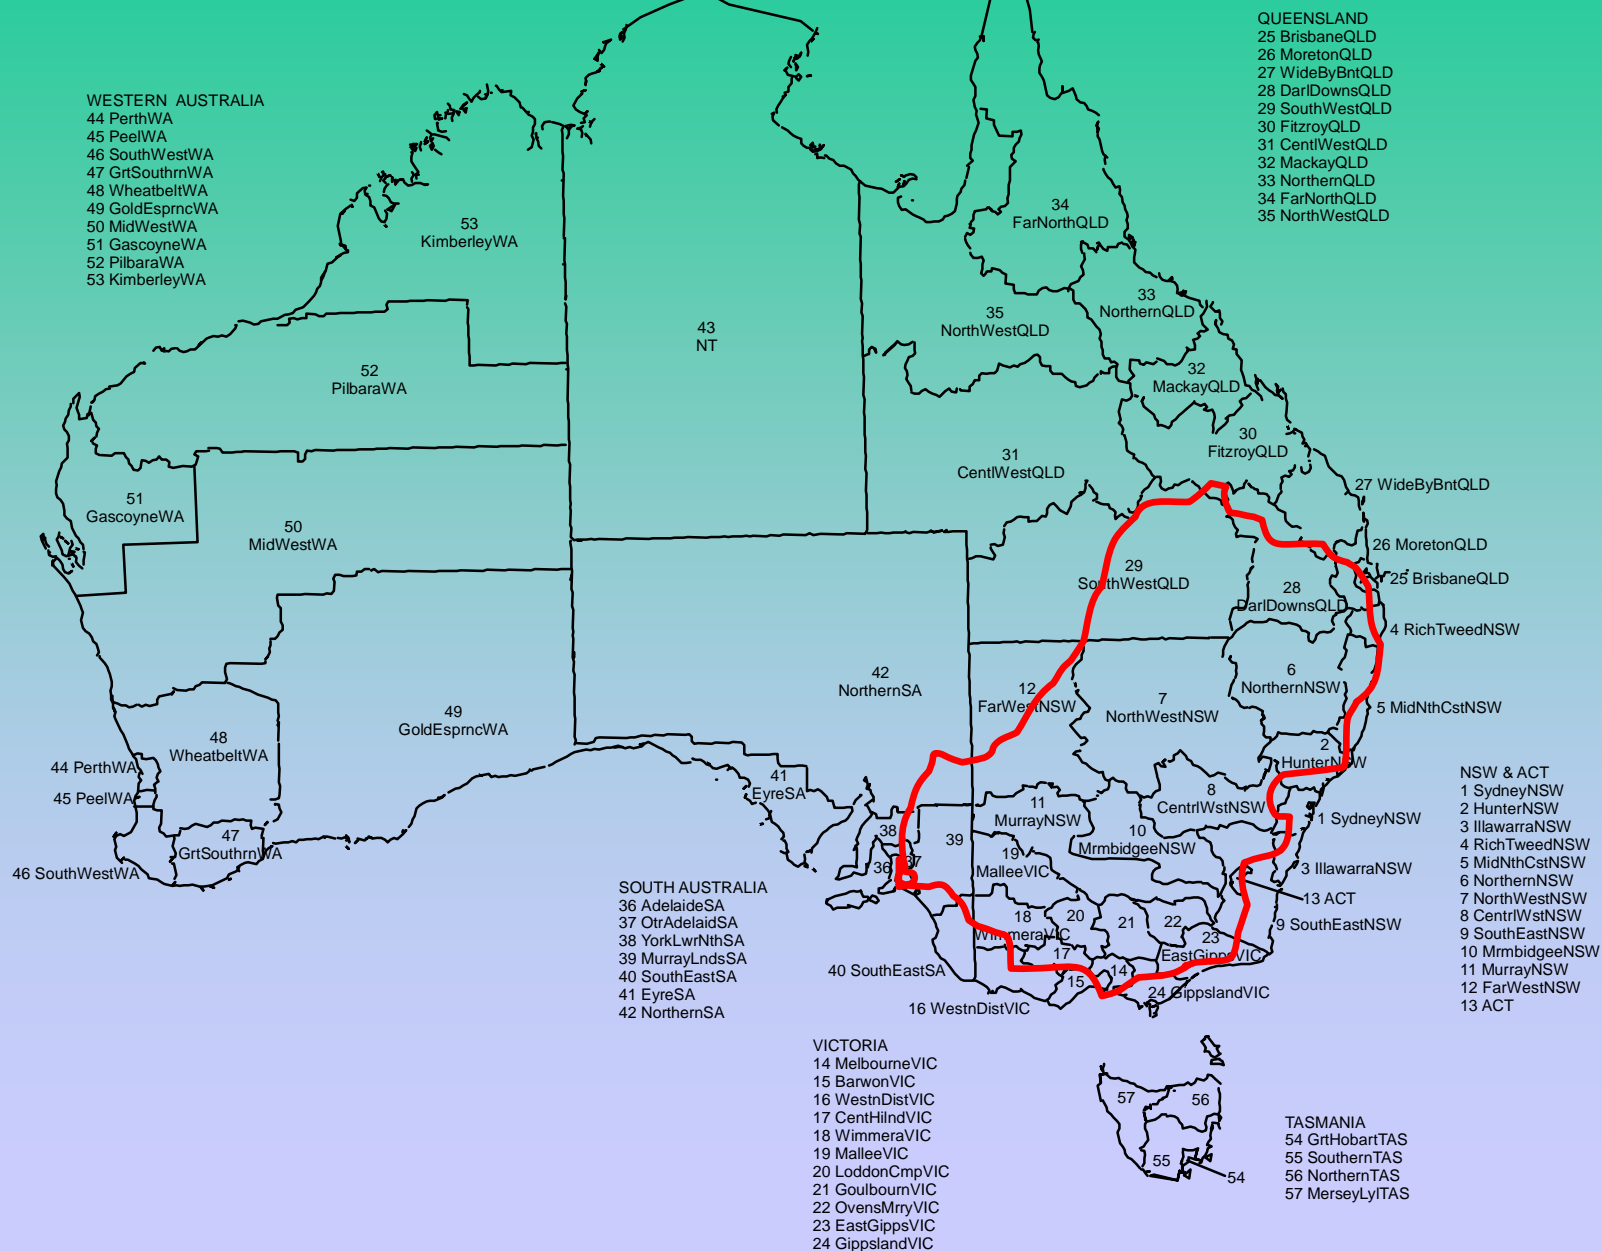 QUEENSLAND
25 BrisbaneQLD
26 MoretonQLD
27 WideByBntQLD
28 DarlDownsQLD
29 SouthWestQLD
30 FitzroyQLD
31 CentlWestQLD
32 MackayQLD
33 NorthernQLD
34 FarNorthQLD
35 NorthWestQLD
WESTERN AUSTRALIA
44 PerthWA
45 PeelWA
46 SouthWestWA
47 GrtSouthrnWA
48 WheatbeltWA
49 GoldEsprncWA
50 MidWestWA
51 GascoyneWA
52 PilbaraWA
53 KimberleyWA
53
KimberleyWA
34
FarNorthQLD
33
NorthernQLD
35
NorthWestQLD
43
NT
52
PilbaraWA
32
MackayQLD
30
FitzroyQLD
31
CentlWestQLD
27 WideByBntQLD
51
GascoyneWA
50
MidWestWA
26 MoretonQLD
29
SouthWestQLD
25 BrisbaneQLD
28
DarlDownsQLD
4 RichTweedNSW
42
NorthernSA
12
FarWestNSW
6
NorthernNSW
7
NorthWestNSW
5 MidNthCstNSW
49
GoldEsprncWA
48
WheatbeltWA
2
HunterNSW
44 PerthWA
45 PeelWA
41
EyreSA
8
CentrlWstNSW
11
MurrayNSW
1 SydneyNSW
10
MrmbidgeeNSW
38
39
47
GrtSouthrnWA
46 SouthWestWA
36
37
19
MalleeVIC
3 IllawarraNSW
13 ACT
18
WimmeraVIC
20
21
22
23
EastGippsVIC
9 SouthEastNSW
17
40 SouthEastSA
15
14
24 GippslandVIC
16 WestnDistVIC
NSW & ACT
1 SydneyNSW
2 HunterNSW
3 IllawarraNSW
4 RichTweedNSW
5 MidNthCstNSW
6 NorthernNSW
7 NorthWestNSW
8 CentrlWstNSW
9 SouthEastNSW
10 MrmbidgeeNSW
11 MurrayNSW
12 FarWestNSW
13 ACT
SOUTH AUSTRALIA
36 AdelaideSA
37 OtrAdelaidSA
38 YorkLwrNthSA
39 MurrayLndsSA
40 SouthEastSA
41 EyreSA
42 NorthernSA
VICTORIA
14 MelbourneVIC
15 BarwonVIC
16 WestnDistVIC
17 CentHilndVIC
18 WimmeraVIC
19 MalleeVIC
20 LoddonCmpVIC
21 GoulbournVIC
22 OvensMrryVIC
23 EastGippsVIC
24 GippslandVIC
57
56
55
54
TASMANIA
54 GrtHobartTAS
55 SouthernTAS
56 NorthernTAS
57 MerseyLylTAS